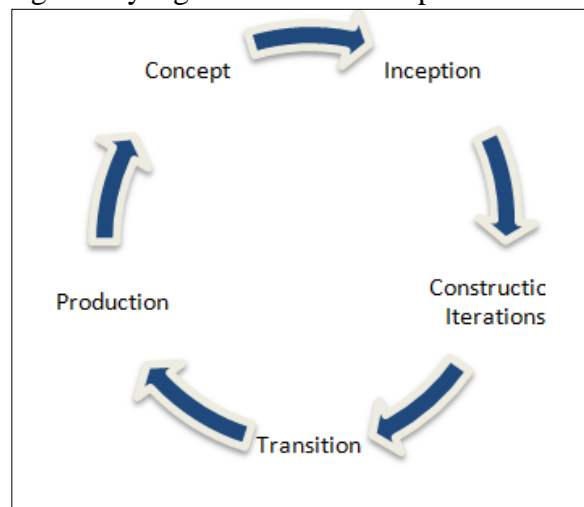 Concept
Inception
Constructic
Iterations
Transition
Production